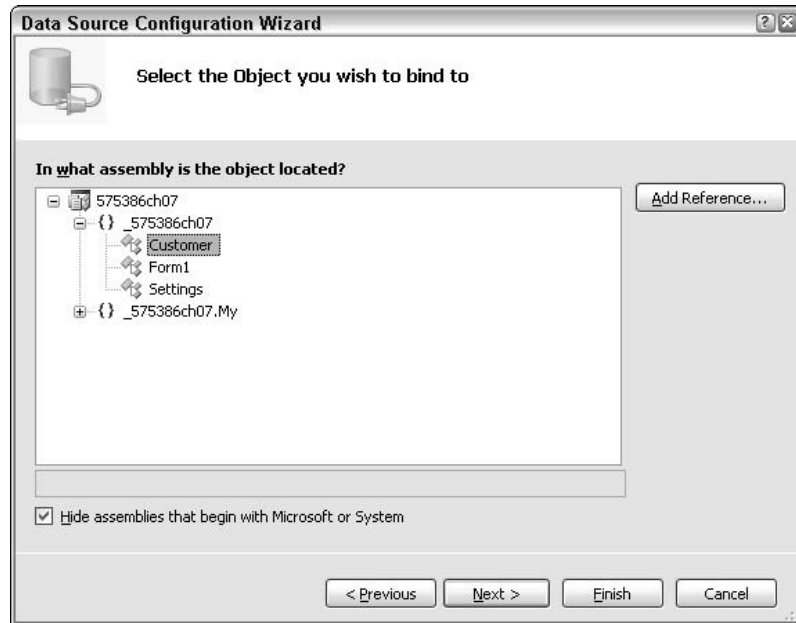 Data Source Configuration Wizard
Select the Object you wish to bind to
In what assembly is the object located?
575386ch07
{} _575386ch07
Customer
Form1
Settings
{} _575386ch07.My
Add Reference...
Hide assemblies that begin with Microsoft or System
< Previous
Next >
Finish
Cancel